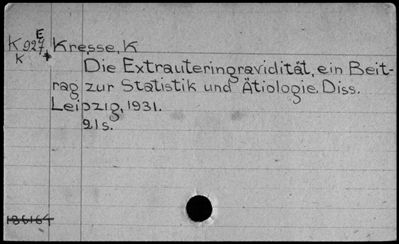 E
K 927 Kresse, K
K +
Die Extrauteringravidität, ein Beit-
rag zur Statistik und Ätiologie. Diss.
Leipzig, 1931.
21 s.